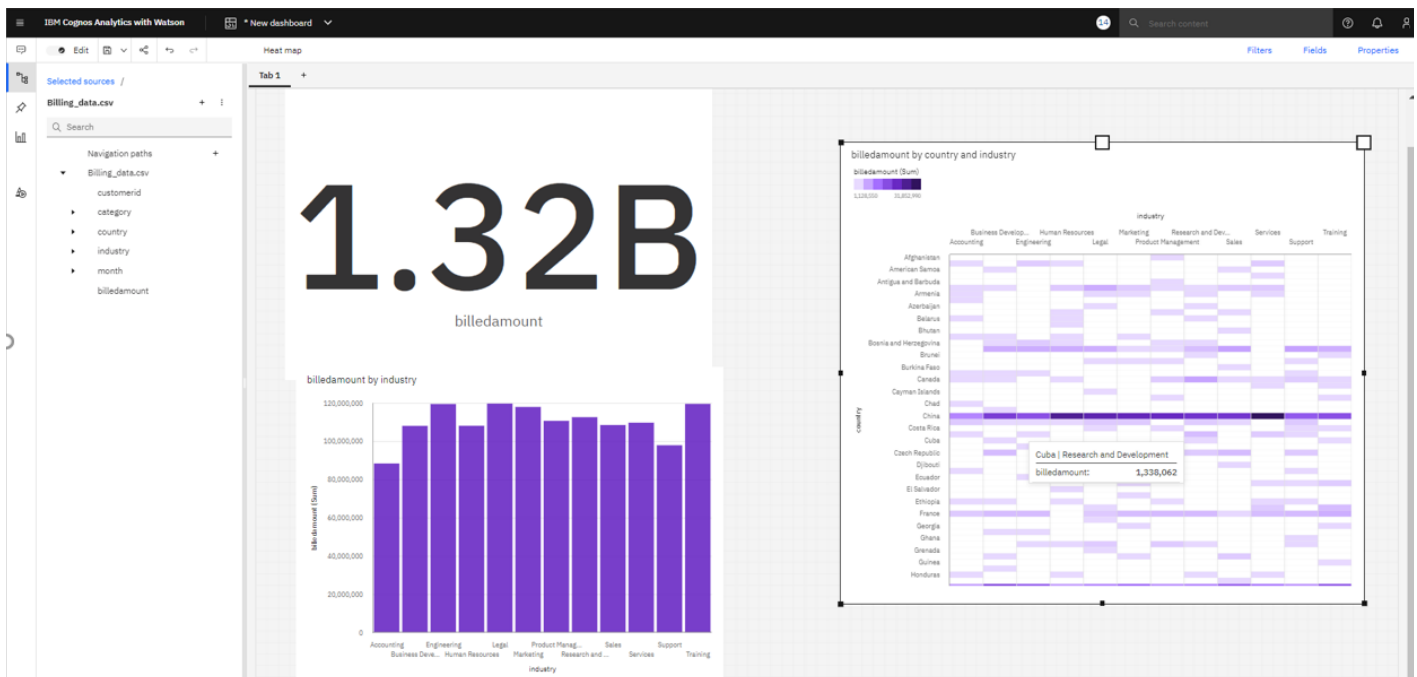 IBM Cognos Analytics with Watson
* New dashboard
14
Search content
Edit
Heat map
Filters
Fields
Properties
Selected sources /
Billing_data.csv
Search
Navigation paths
Billing_data.csv
customerid
category
country
industry
month
billedamount
Tab 1
1.32B
billedamount
billedamount by industry
120,000,000
100,000,000
80,000,000
60,000,000
40,000,000
20,000,000
0
billedamount (Sum)
Accounting Engineering Legal Product Manag... Sales Support
Business Deve... Human Resources Marketing Research and ... Services Training
industry
billedamount by country and industry
billedamount (Sum)
31,852,990
industry
Business Develop... Human Resources Marketing Research and Dev... Services Training
Accounting Engineering Legal Product Management Sales Support
country
Afghanistan
American Samoa
Antigua and Barbuda
Armenia
Azerbaijan
Belarus
Bhutan
Bosnia and Herzegovina
Brunei
Burkina Faso
Canada
Cayman Islands
Chad
China
Costa Rica
Cuba
Czech Republic
Djibouti
Ecuador
El Salvador
Ethiopia
France
Georgia
Ghana
Grenada
Guinea
Honduras
Cuba | Research and Development
billedamount: 1,338,062